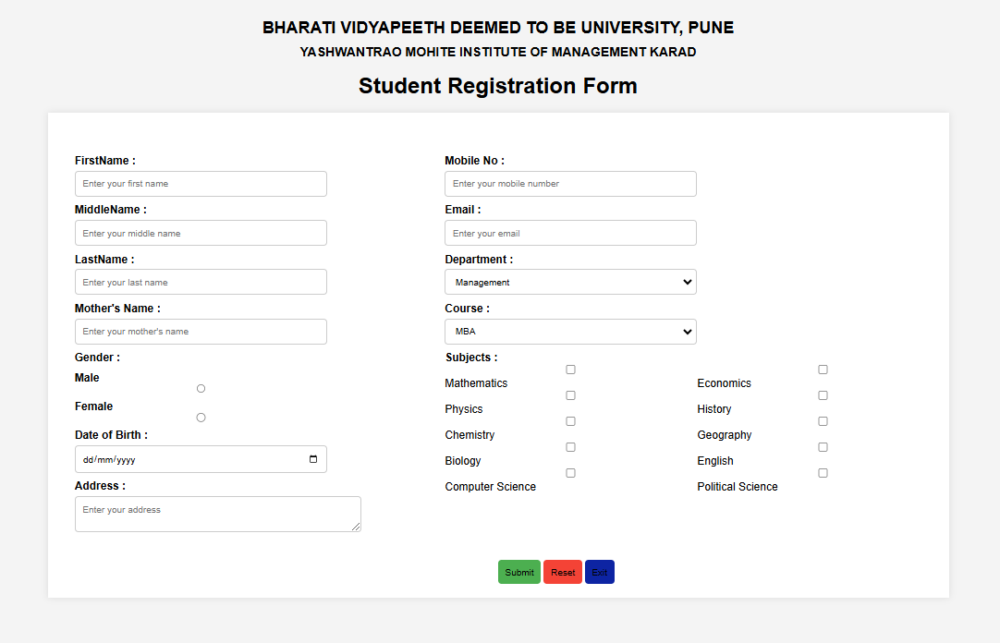 BHARATI VIDYAPEETH DEEMED TO BE UNIVERSITY, PUNE
YASHWANTRAO MOHITE INSTITUTE OF MANAGEMENT KARAD
Student Registration Form
FirstName :
Enter your first name
MiddleName :
Enter your middle name
LastName :
Enter your last name
Mother's Name :
Enter your mother's name
Gender :
Male
Female
Date of Birth :
dd/mm/yyyy
Address :
Enter your address
Mobile No :
Enter your mobile number
Email :
Enter your email
Department :
Management
Course :
MBA
Subjects :
Mathematics
Economics
Physics
History
Chemistry
Geography
Biology
English
Computer Science
Political Science
Submit Reset Exit